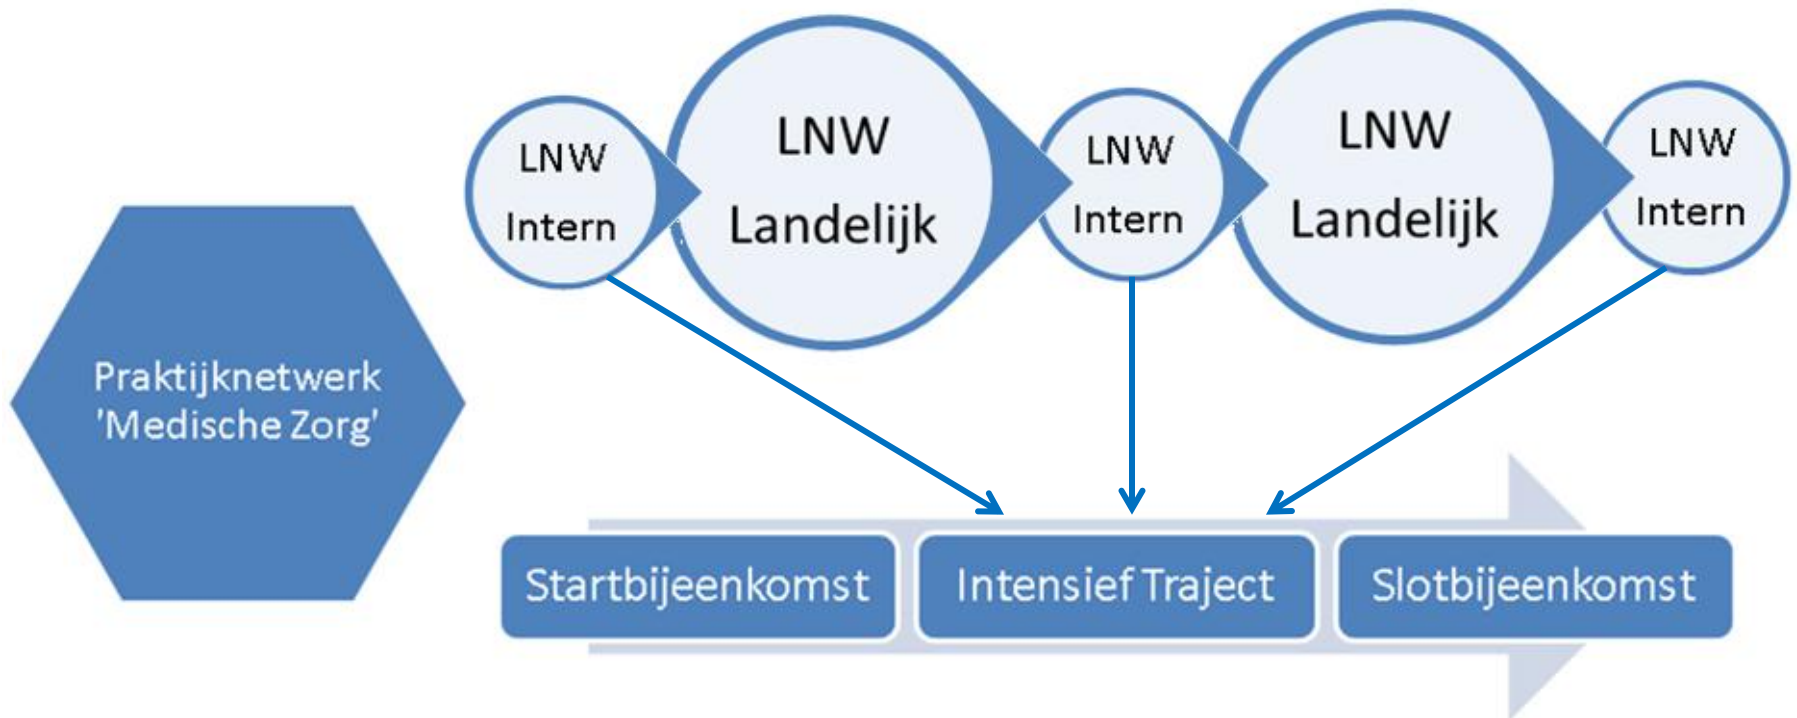 LNW
Intern
LNW
Landelijk
LNW
Intern
LNW
Landelijk
LNW
Intern
Praktijknetwerk
'Medische Zorg'
Startbijeenkomst
Intensief Traject
Slotbijeenkomst